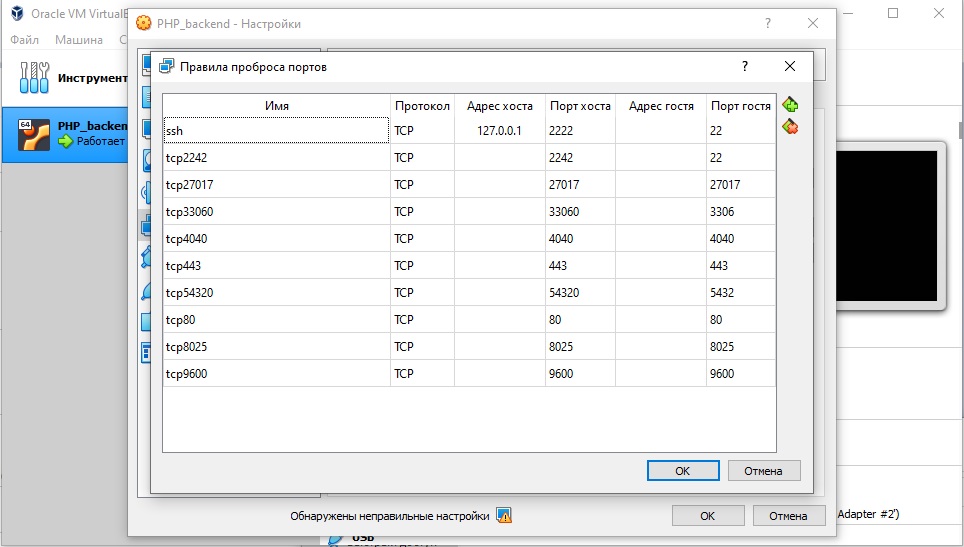 Oracle VM VirtualB
PHP_backend - Настройки
Файл Машина С
Инструмент
64
PHP_backen
Работает
Правила проброса портов
Имя Протокол Адрес хоста Порт хоста Адрес гостя Порт гостя
ssh TCP 127.0.0.1 2222 22
tcp2242 TCP 2242 22
tcp27017 TCP 27017 27017
tcp33060 TCP 33060 3306
tcp4040 TCP 4040 4040
tcp443 TCP 443 443
tcp54320 TCP 54320 5432
tcp80 TCP 80 80
tcp8025 TCP 8025 8025
tcp9600 TCP 9600 9600
OK Отмена
Обнаружены неправильные настройки
OK Отмена
Adapter #2')
USB